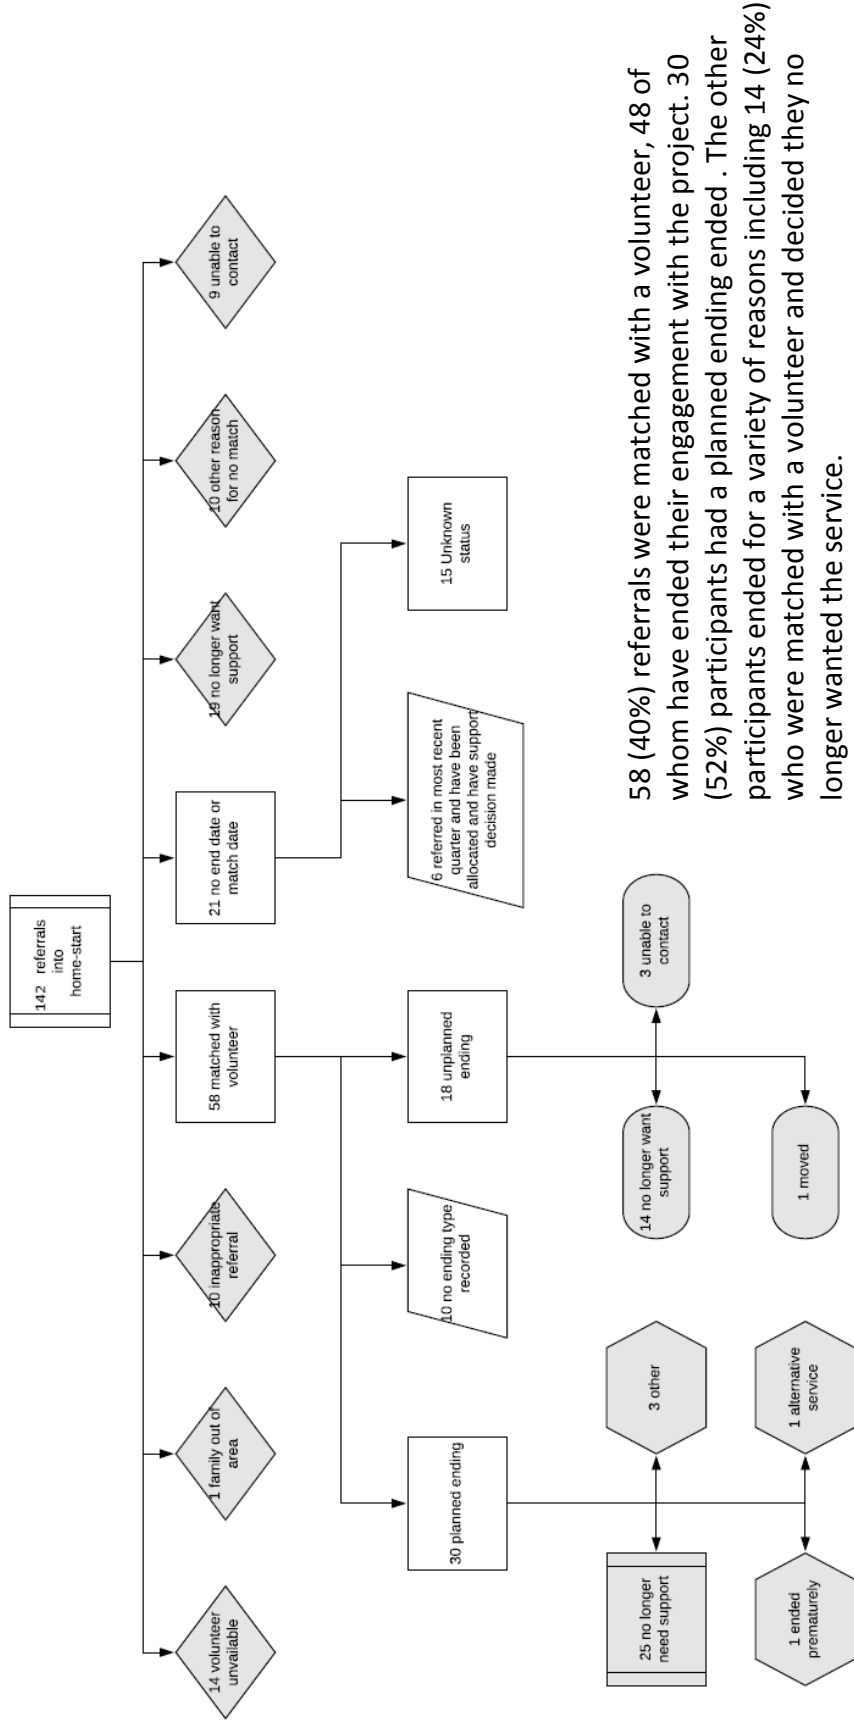 142 referrals
into
home-start
14 volunteer
unvailable
1 family out of
area
10 inappropriate
referral
58 matched with
volunteer
21 no end date or
match date
19 no longer want
support
10 other reason
for no match
9 unable to
contact
30 planned ending
10 no ending type
recorded
18 unplanned
ending
6 referred in most recent
quarter and have been
allocated and have support
decision made
15 Unknown
status
25 no longer
need support
3 other
14 no longer want
support
3 unable to
contact
1 ended
prematurely
1 alternative
service
1 moved
58 (40%) referrals were matched with a volunteer, 48 of
whom have ended their engagement with the project. 30
(52%) participants had a planned ending ended . The other
participants ended for a variety of reasons including 14 (24%)
who were matched with a volunteer and decided they no
longer wanted the service.